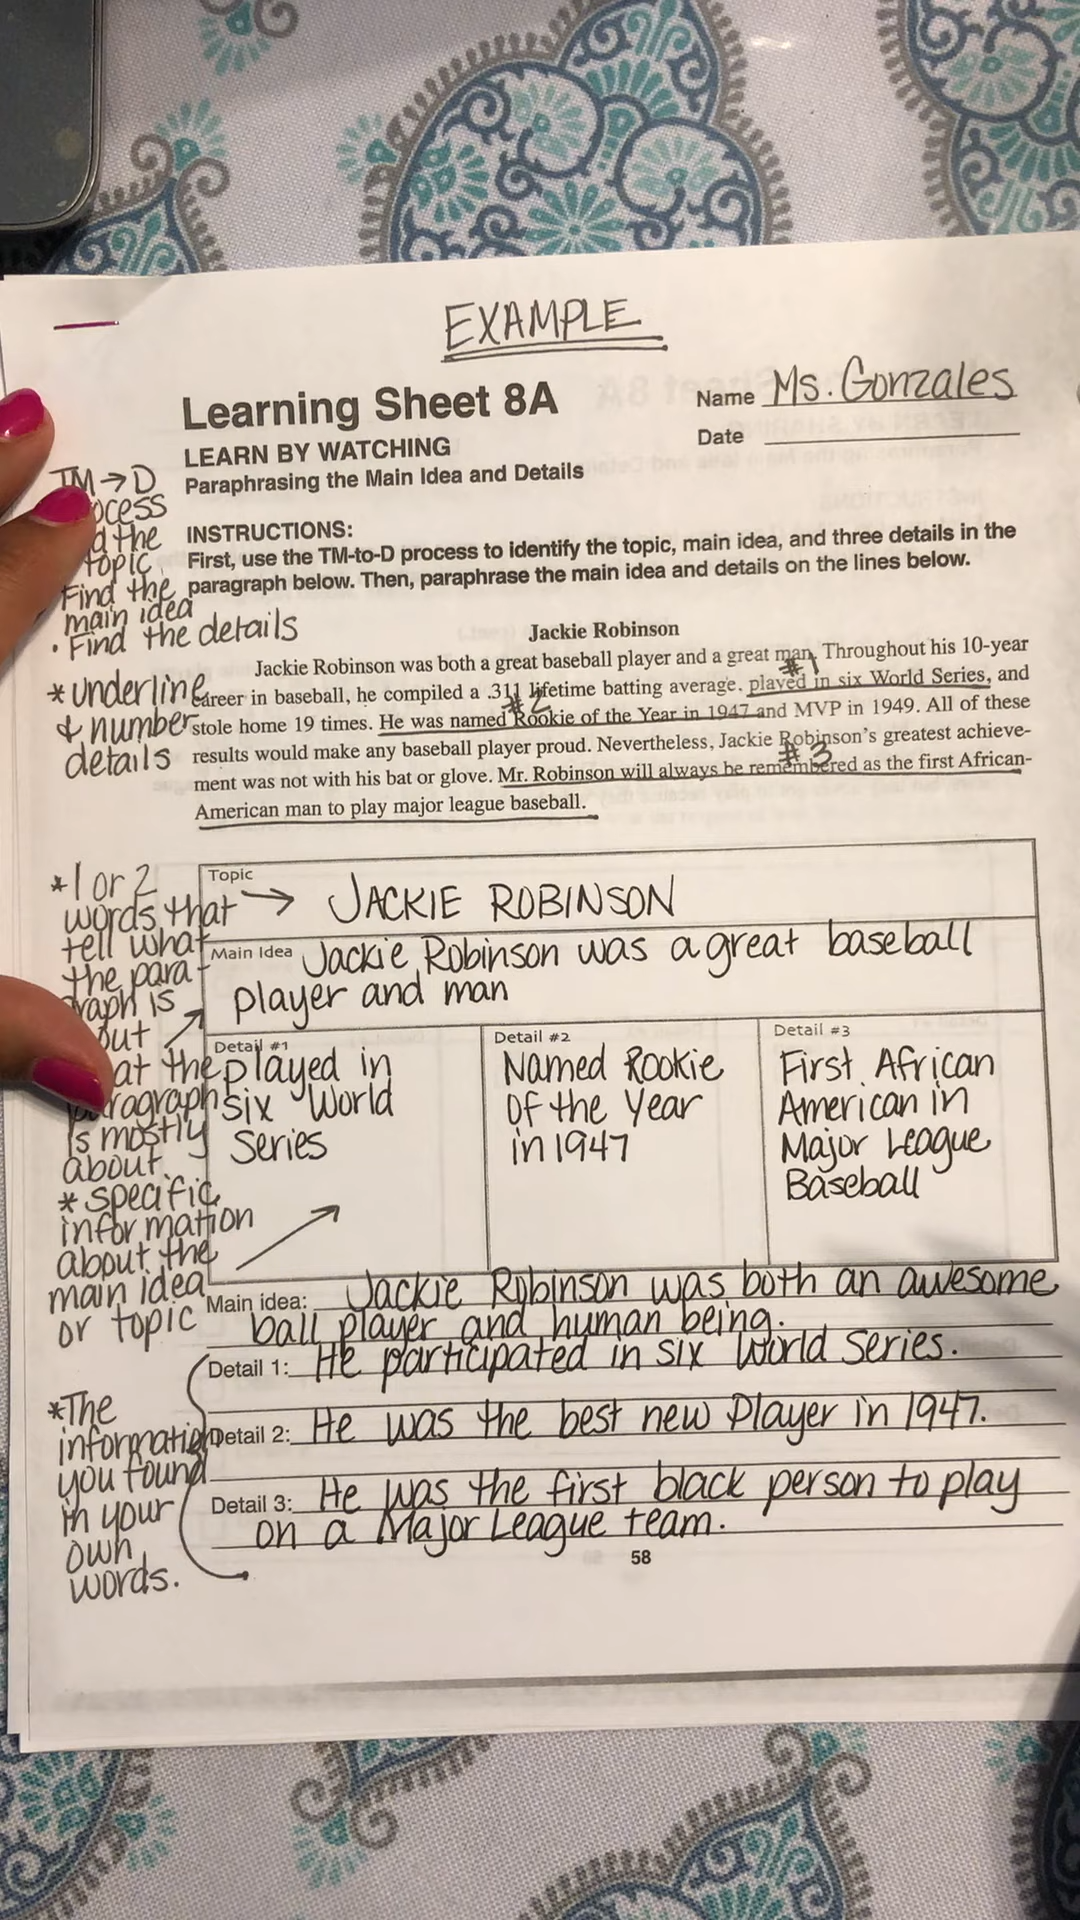 EXAMPLE
Learning Sheet 8A
Name Ms. Gonzales
Date
LEARN BY WATCHING
Paraphrasing the Main Idea and Details
TM → D
the
topic
Find the
main idea
· Find the details
* underline
& number
details
INSTRUCTIONS:
First, use the TM-to-D process to identify the topic, main idea, and three details in the
paragraph below. Then, paraphrase the main idea and details on the lines below.
Jackie Robinson
Jackie Robinson was both a great baseball player and a great man. Throughout his 10-year
career in baseball, he compiled a .311 lifetime batting average, played in six World Series, and
stole home 19 times. He was named Rookie of the Year in 1947 and MVP in 1949. All of these
results would make any baseball player proud. Nevertheless, Jackie Robinson's greatest achieve-
ment was not with his bat or glove. Mr. Robinson will always be remembered as the first African-
American man to play major league baseball.
#1
#2
#3
*1 or 2
words that
tell what
the para-
is
the
is mostly
about
* specific
information
about the
main idea
or topic
*The
information
you found
in your
own
words.
Topic → JACKIE ROBINSON
Main Idea Jackie Robinson was a great baseball
player and man
Detail #1
played in
six World
Series
Detail #2
Named Rookie
Of the Year
in 1947
Detail #3
First African
American in
Major League
Baseball
Main idea: Jackie Robinson was both an awesome
ball player and human being.
Detail 1: He participated in six World Series.
Detail 2: He was the best new Player in 1947.
Detail 3: He was the first black person to play
on a Major League team.
58